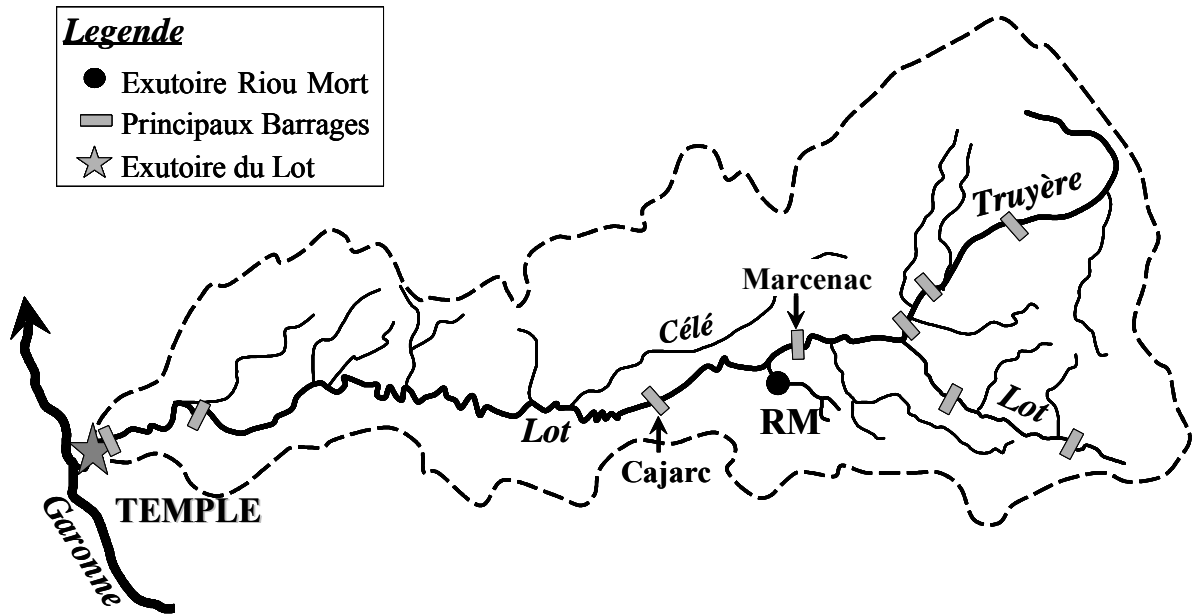 Legende
Exutoire Riou Mort
Principaux Barrages
Exutoire du Lot
Truyère
Marcenac
Célé
Lot
RM
Lot
Cajarc
TEMPLE
Garonne